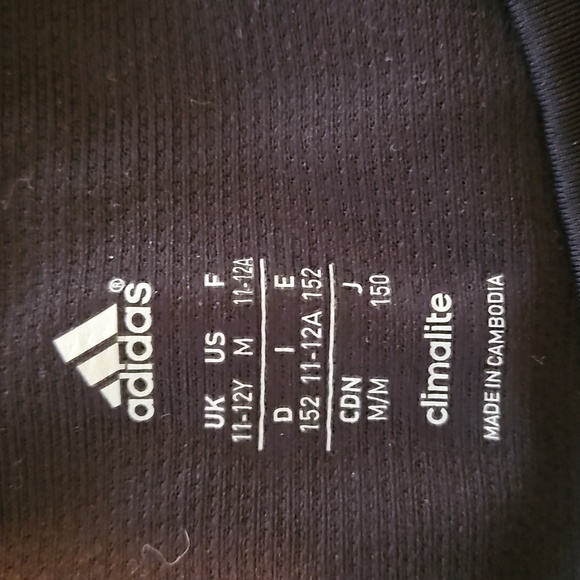 adidas®
UK US F
11-12Y M 11-12A
D I E
152 11-12A 152
CDN J
M/M 150
climalite
MADE IN CAMBODIA